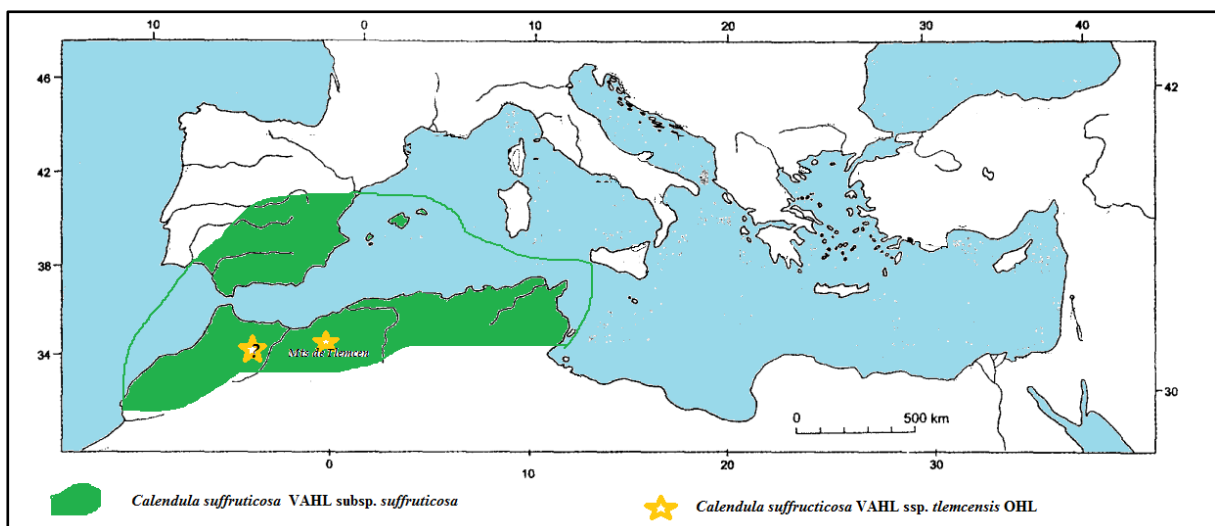 10 0 10 20 30 40
46
42
42
38
34
30
?
Mts de Tlemcen
0 500 km
0 10 20 30
Calendula suffruticosa VAHL subsp. suffruticosa
Calendula suffructicosa VAHL ssp. tlemcensis OHL